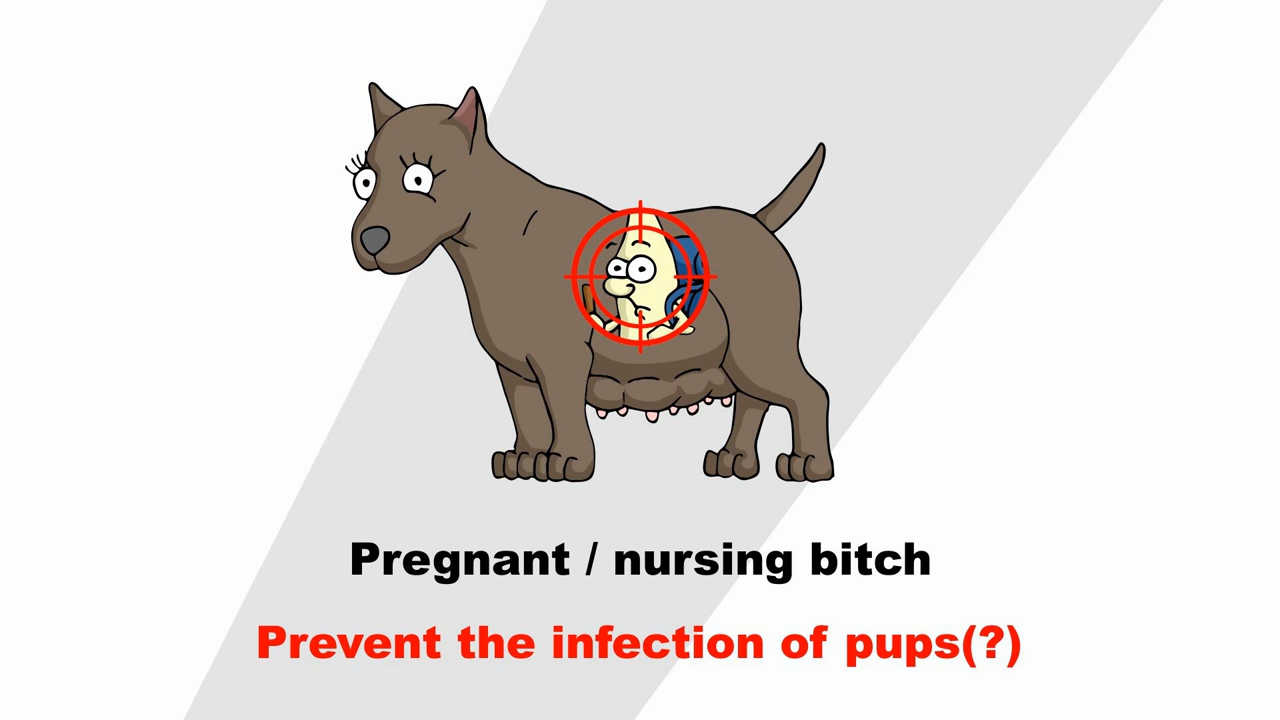 Pregnant / nursing bitch
Prevent the infection of pups(?)